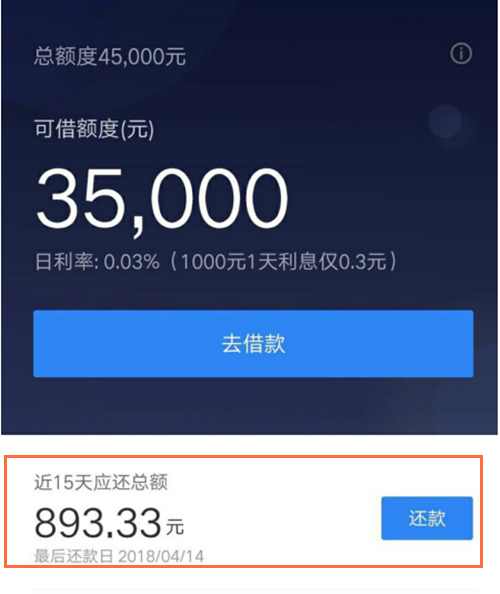 总额度45,000元
可借额度(元)
35,000
日利率: 0.03%（1000元1天利息仅0.3元）
去借款
近15天应还总额
893.33元
还款
最后还款日 2018/04/14